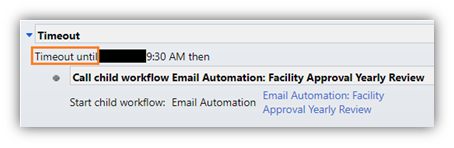 Timeout
Timeout until 9:30 AM then
Call child workflow Email Automation: Facility Approval Yearly Review
Start child workflow: Email Automation Email Automation: Facility
Approval Yearly Review